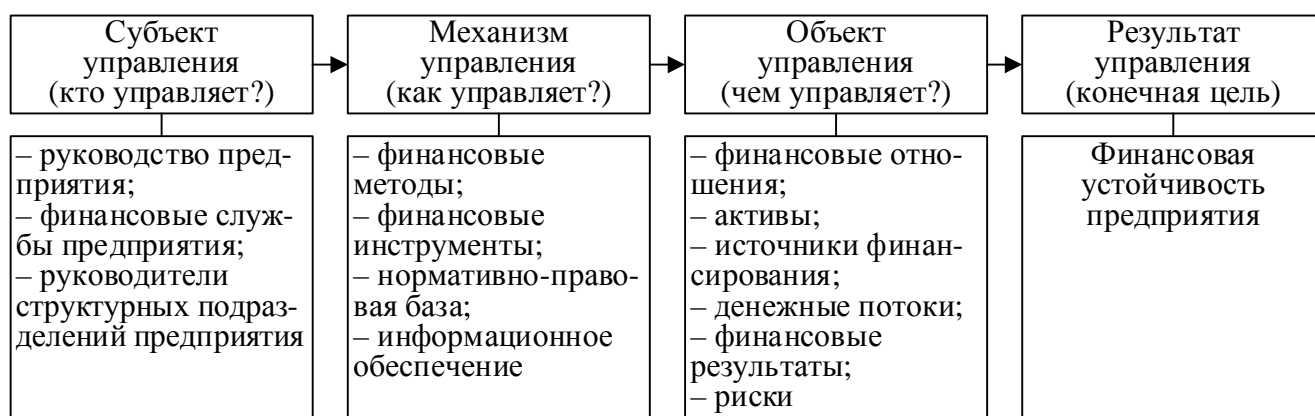 Субъект
управления
(кто управляет?)
Механизм
управления
(как управляет?)
Объект
управления
(чем управляет?)
Результат
управления
(конечная цель)
– руководство пред-
приятия;
– финансовые служ-
бы предприятия;
– руководители
структурных подраз-
делений предприятия
– финансовые
методы;
– финансовые
инструменты;
– нормативно-право-
вая база;
– информационное
обеспечение
– финансовые отно-
шения;
– активы;
– источники финан-
сирования;
– денежные потоки;
– финансовые
результаты;
– риски
Финансовая
устойчивость
предприятия